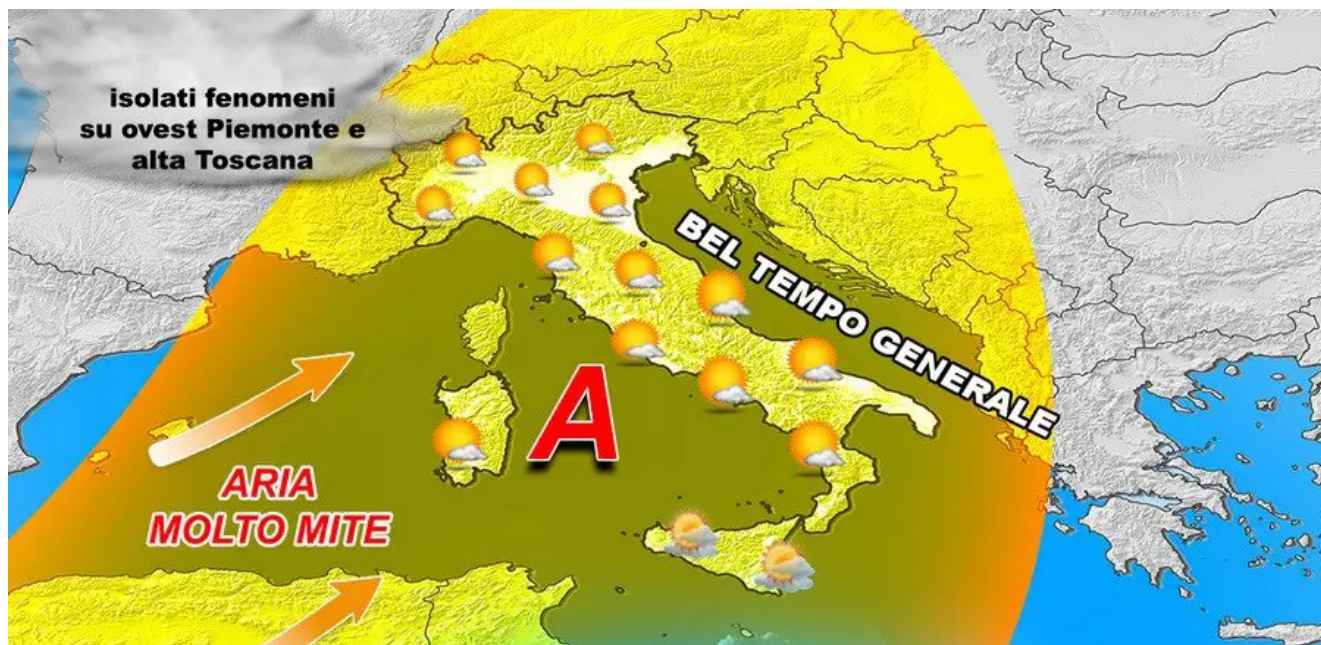 isolati fenomeni
su ovest Piemonte e
alta Toscana
BEL TEMPO GENERALE
A
ARIA
MOLTO MITE